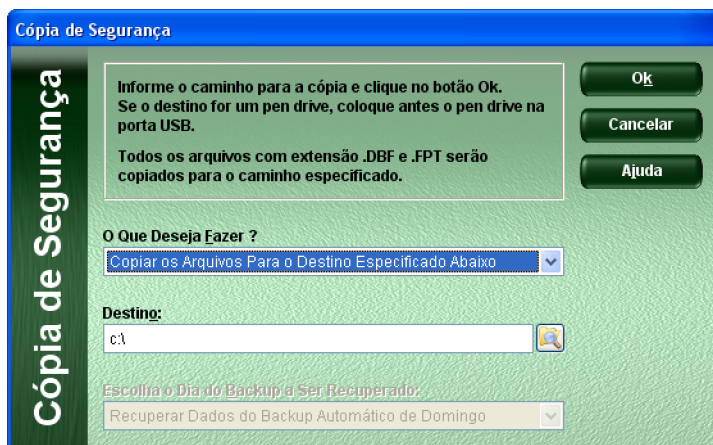 Cópia de Segurança
Cópia de Segurança
Informe o caminho para a cópia e clique no botão Ok.
Se o destino for um pen drive, coloque antes o pen drive na
porta USB.
Todos os arquivos com extensão .DBF e .FPT serão
copiados para o caminho especificado.
Ok
Cancelar
Ajuda
O Que Deseja Fazer ?
Copiar os Arquivos Para o Destino Especificado Abaixo
Destino:
c:\
Escolha o Dia do Backup a Ser Recuperado:
Recuperar Dados do Backup Automático de Domingo